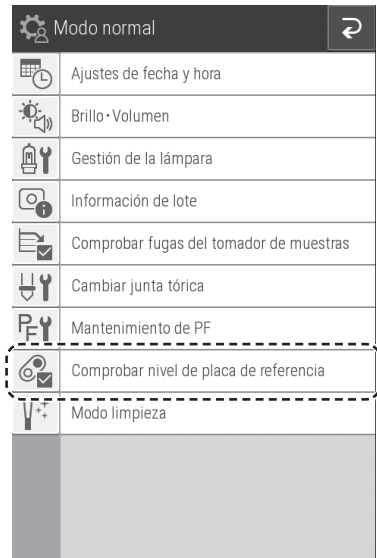 Modo normal
Ajustes de fecha y hora
Brillo・Volumen
Gestión de la lámpara
Información de lote
Comprobar fugas del tomador de muestras
Cambiar junta tórica
PF Mantenimiento de PF
Comprobar nivel de placa de referencia
Modo limpieza